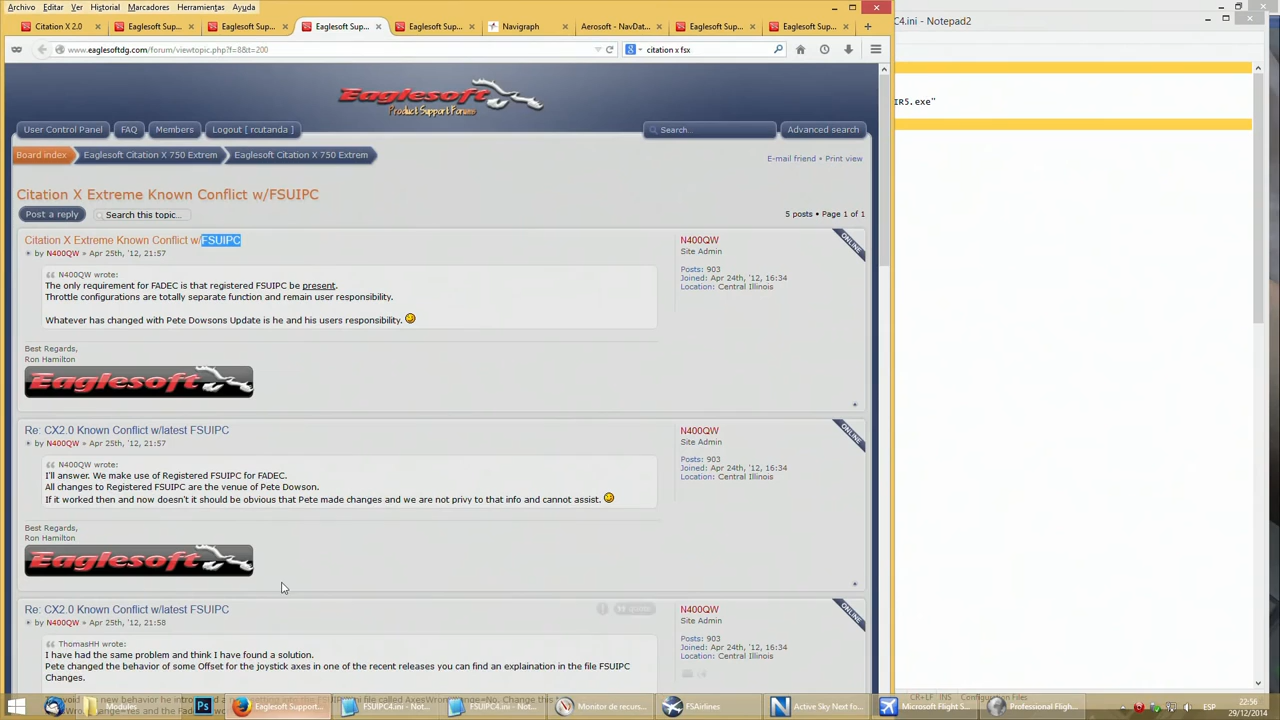 Archivo Editar Ver Historial Marcadores Herramientas Ayuda
C4.ini - Notepad2
Citation X 2.0 Eaglesoft Sup... Eaglesoft Sup... Eaglesoft Sup... Eaglesoft Sup... Navigraph Aerosoft - NavDat... Eaglesoft Sup... Eaglesoft Sup...
www.eaglesoftdg.com/forum/viewtopic.php?f=8&t=200
citation x fsx
IR5.exe"
Eaglesoft
Product Support Forums
User Control Panel FAQ Members Logout [ rcutanda ] Search... Advanced search
Board index Eaglesoft Citation X 750 Extrem Eaglesoft Citation X 750 Extrem
E-mail friend • Print view
Citation X Extreme Known Conflict w/FSUIPC
Post a reply Search this topic... 5 posts • Page 1 of 1
Citation X Extreme Known Conflict w/FSUIPC
by N400QW » Apr 25th, '12, 21:57
N400QW wrote:
The only requirement for FADEC is that registered FSUIPC be present.
Throttle configurations are totally separate function and remain user responsibility.
Whatever has changed with Pete Dowsons Update is he and his users responsibility.
Best Regards,
Ron Hamilton
Eaglesoft
N400QW
Site Admin
Posts: 903
Joined: Apr 24th, '12, 16:34
Location: Central Illinois
ONLINE
Re: CX2.0 Known Conflict w/latest FSUIPC
by N400QW » Apr 25th, '12, 21:57
N400QW wrote:
I'll answer. We make use of Registered FSUIPC for FADEC.
All changes to Registered FSUIPC are the venue of Pete Dowson.
If it worked then and now doesn't it should be obvious that Pete made changes and we are not privy to that info and cannot assist.
Best Regards,
Ron Hamilton
Eaglesoft
N400QW
Site Admin
Posts: 903
Joined: Apr 24th, '12, 16:34
Location: Central Illinois
ONLINE
Re: CX2.0 Known Conflict w/latest FSUIPC
by N400QW » Apr 25th, '12, 21:58
quote
ThomasHH wrote:
I have had the same problem and think I have found a solution.
Pete changed the behavior of some Offset for the joystick axes in one of the recent releases you can find an explaination in the file FSUIPC
Changes.
N400QW
Site Admin
Posts: 903
Joined: Apr 24th, '12, 16:34
Location: Central Illinois
ONLINE
CR+LF INS Configuration Files
Modules Eaglesoft Support... FSUIPC4.ini - Not... FSUIPC4.ini - Not... Monitor de recurs... FSAirlines Active Sky Next fo... Microsoft Flight S... Professional Fligh... ESP
22:56
29/12/2014